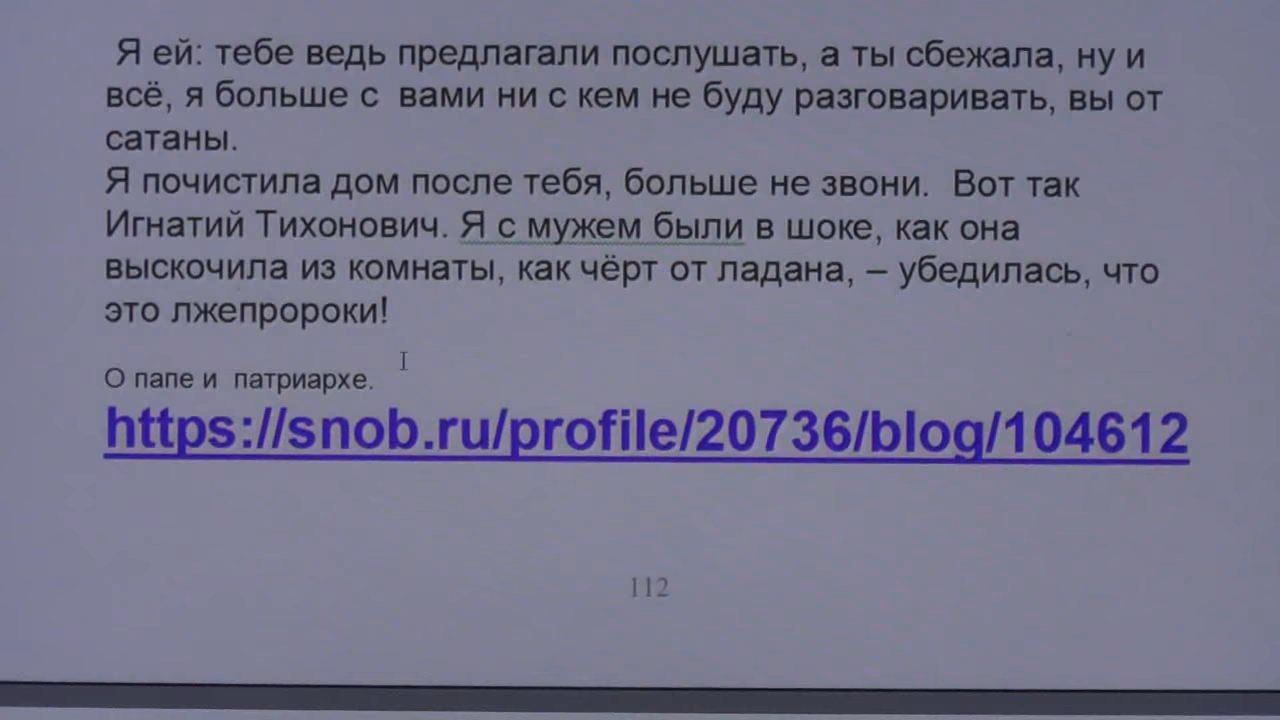 Я ей: тебе ведь предлагали послушать, а ты сбежала, ну и
всё, я больше с вами ни с кем не буду разговаривать, вы от
сатаны.
Я почистила дом после тебя, больше не звони. Вот так
Игнатий Тихонович. Я с мужем были в шоке, как она
выскочила из комнаты, как чёрт от ладана, – убедилась, что
это лжепророки!
О папе и патриархе.
https://snob.ru/profile/20736/blog/104612
112